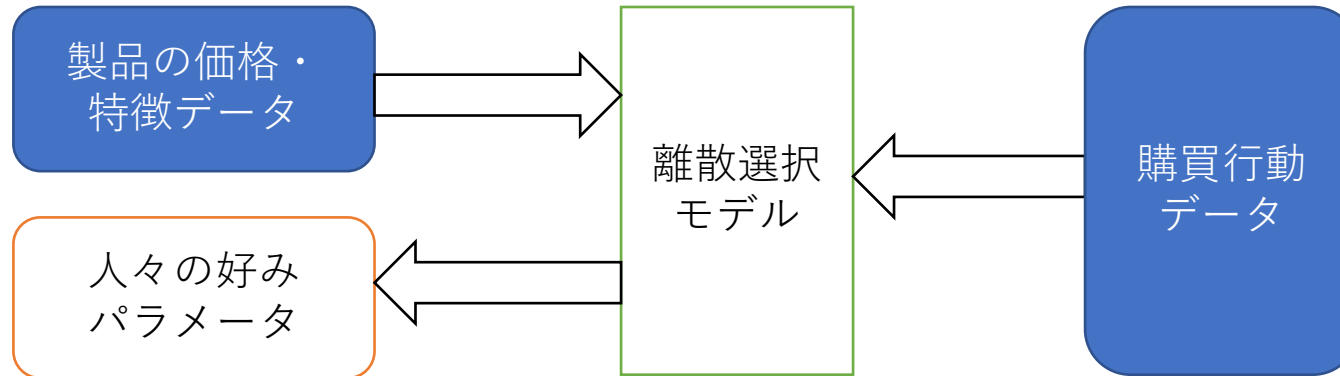 製品の価格・
特徴データ
人々の好み
パラメータ
離散選択
モデル
購買行動
データ